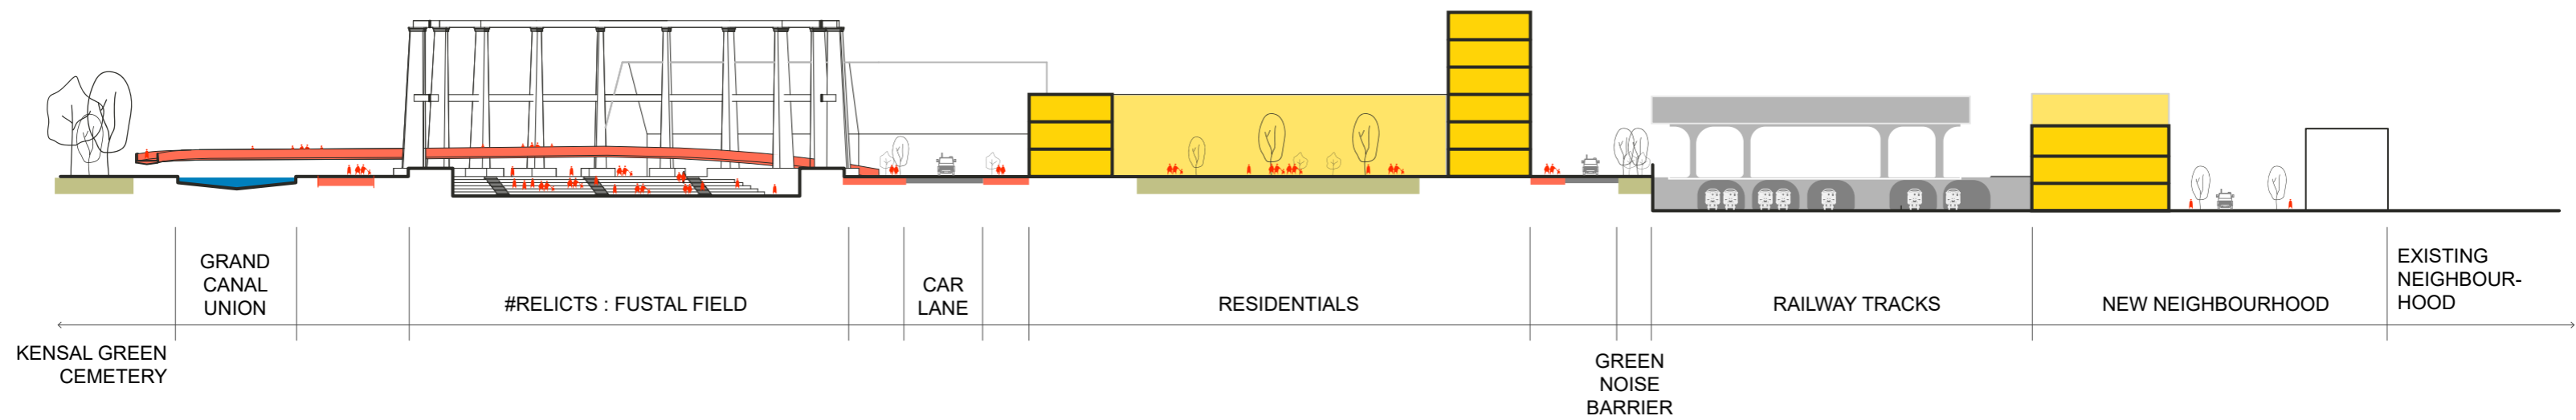 KENSAL GREEN
CEMETERY
GRAND
CANAL
UNION
#RELICTS : FUSTAL FIELD
CAR
LANE
RESIDENTIALS
GREEN
NOISE
BARRIER
RAILWAY TRACKS
NEW NEIGHBOURHOOD
EXISTING
NEIGHBOUR-
HOOD